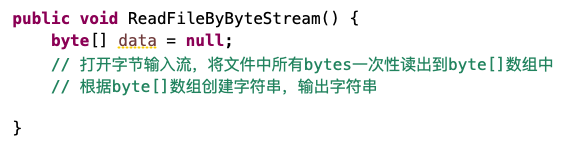 public void ReadFileByByteStream() {
    byte[] data = null;
    // 打开字节输入流，将文件中所有bytes一次性读出到byte[]数组中
    // 根据byte[]数组创建字符串，输出字符串
}